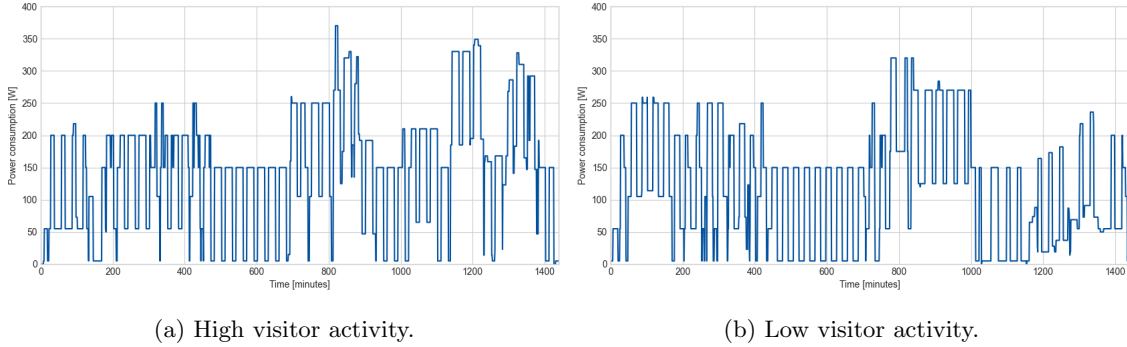 400
350
300
250
200
150
100
50
0
Power consumption [W]
0 200 400 600 800 1000 1200 1400
Time [minutes]
(a) High visitor activity.
400
350
300
250
200
150
100
50
0
Power consumption [W]
0 200 400 600 800 1000 1200 1400
Time [minutes]
(b) Low visitor activity.